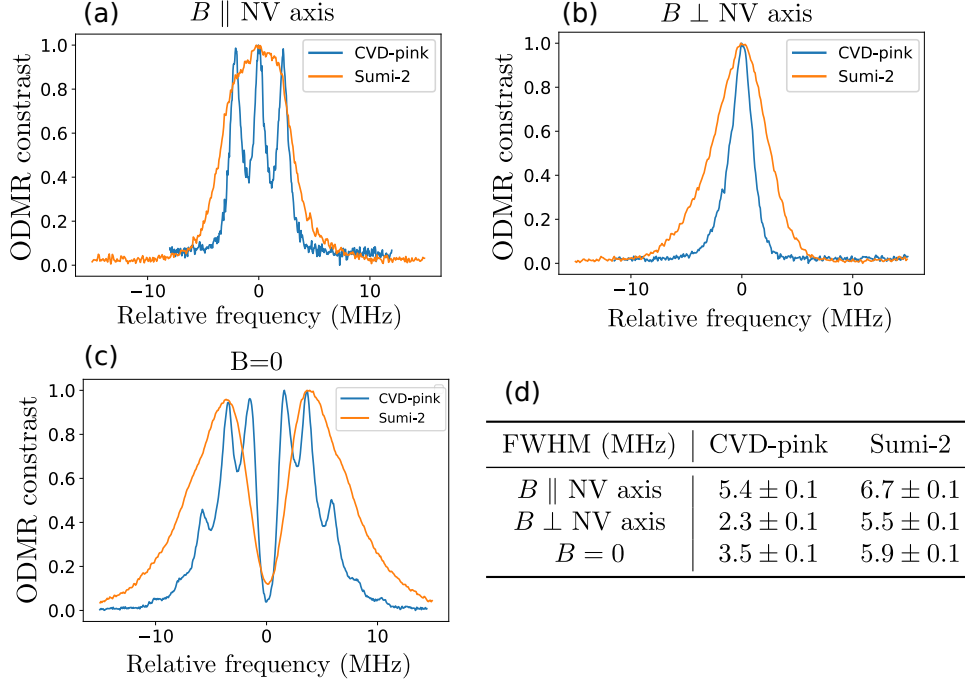 (a)
B ∥ NV axis
ODMR constrast
1.0
0.8
0.6
0.4
0.2
0.0
CVD-pink
Sumi-2
−10
0
10
Relative frequency (MHz)
(b)
B ⊥ NV axis
ODMR constrast
1.0
0.8
0.6
0.4
0.2
0.0
CVD-pink
Sumi-2
−10
0
10
Relative frequency (MHz)
(c)
B=0
ODMR constrast
1.0
0.8
0.6
0.4
0.2
0.0
CVD-pink
Sumi-2
−10
0
10
Relative frequency (MHz)
(d)
FWHM (MHz) CVD-pink Sumi-2
B ∥ NV axis 5.4 ± 0.1 6.7 ± 0.1
B ⊥ NV axis 2.3 ± 0.1 5.5 ± 0.1
B = 0 3.5 ± 0.1 5.9 ± 0.1